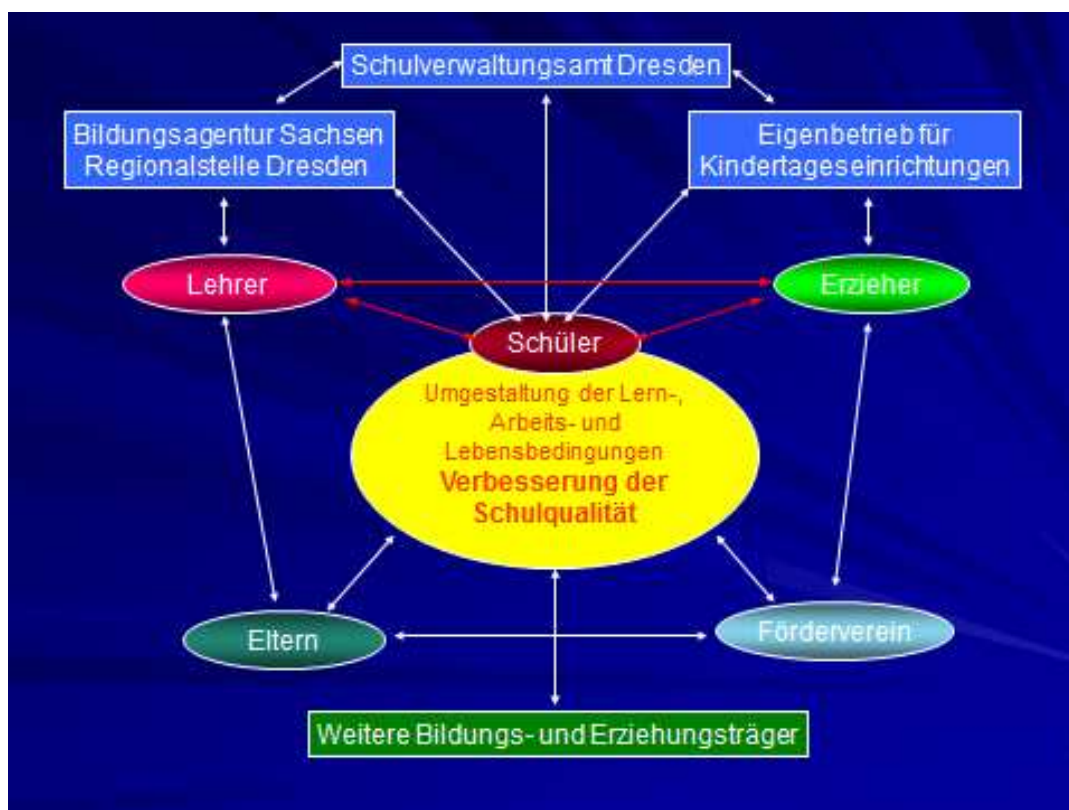 Schulverwaltungsamt Dresden
Bildungsagentur Sachsen
Regionalstelle Dresden
Eigenbetrieb für
Kindertageseinrichtungen
Lehrer
Erzieher
Schüler
Umgestaltung der Lern-,
Arbeits- und
Lebensbedingungen
Verbesserung der
Schulqualität
Eltern
Förderverein
Weitere Bildungs- und Erziehungsträger